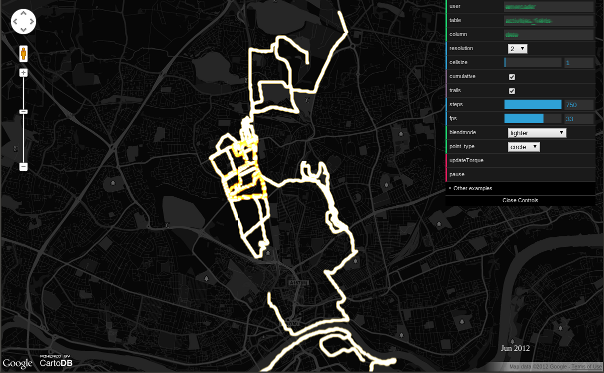 user
table
column
resolution 2
cellsize 1
cumulative
trails
steps 750
fps 33
blendmode lighter
point_type circle
updateTorque
pause
Other examples
Close Controls
Jun 2012
Google
POWERED BY
CartoDB
Map data ©2012 Google - Terms of Use